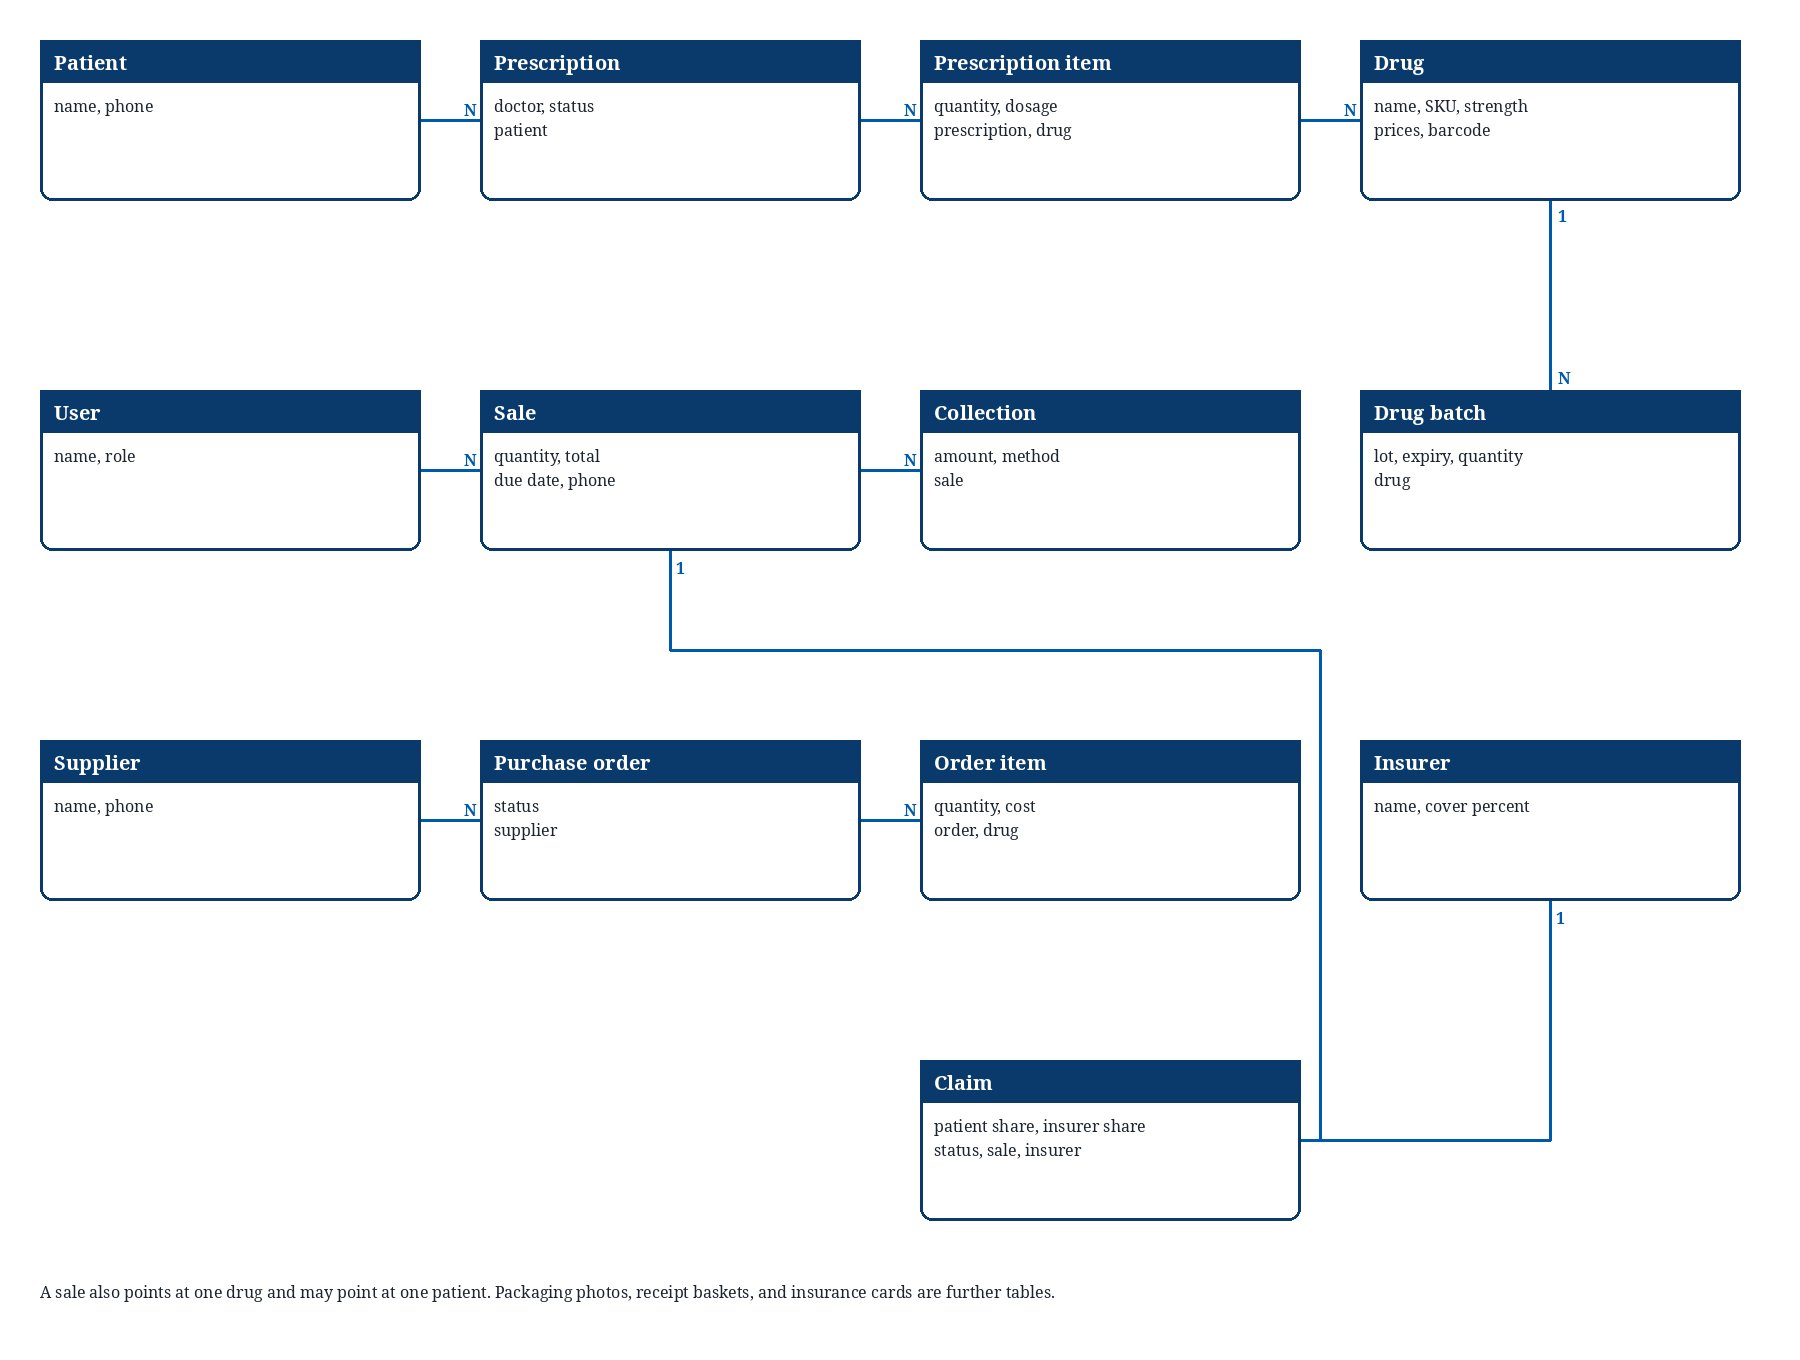 Patient
name, phone
N
Prescription
doctor, status
patient
N
Prescription item
quantity, dosage
prescription, drug
N
Drug
name, SKU, strength
prices, barcode
1
N
User
name, role
N
Sale
quantity, total
due date, phone
N
Collection
amount, method
sale
Drug batch
lot, expiry, quantity
drug
1
Supplier
name, phone
N
Purchase order
status
supplier
N
Order item
quantity, cost
order, drug
Insurer
name, cover percent
1
Claim
patient share, insurer share
status, sale, insurer
A sale also points at one drug and may point at one patient. Packaging photos, receipt baskets, and insurance cards are further tables.